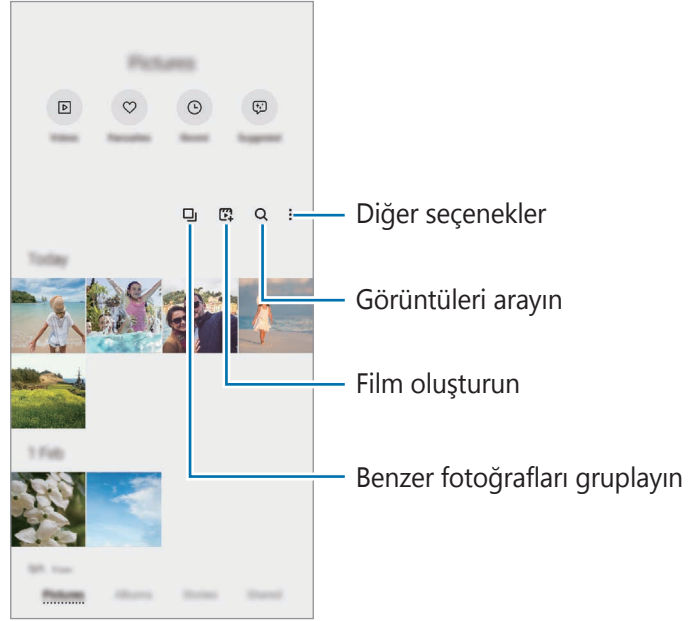 Pictures
Videos
Favourites
Recent
Suggested
Diğer seçenekler
Today
Görüntüleri arayın
Film oluşturun
1 Feb
Benzer fotoğrafları gruplayın
Pictures
Albums
Stories
Shared